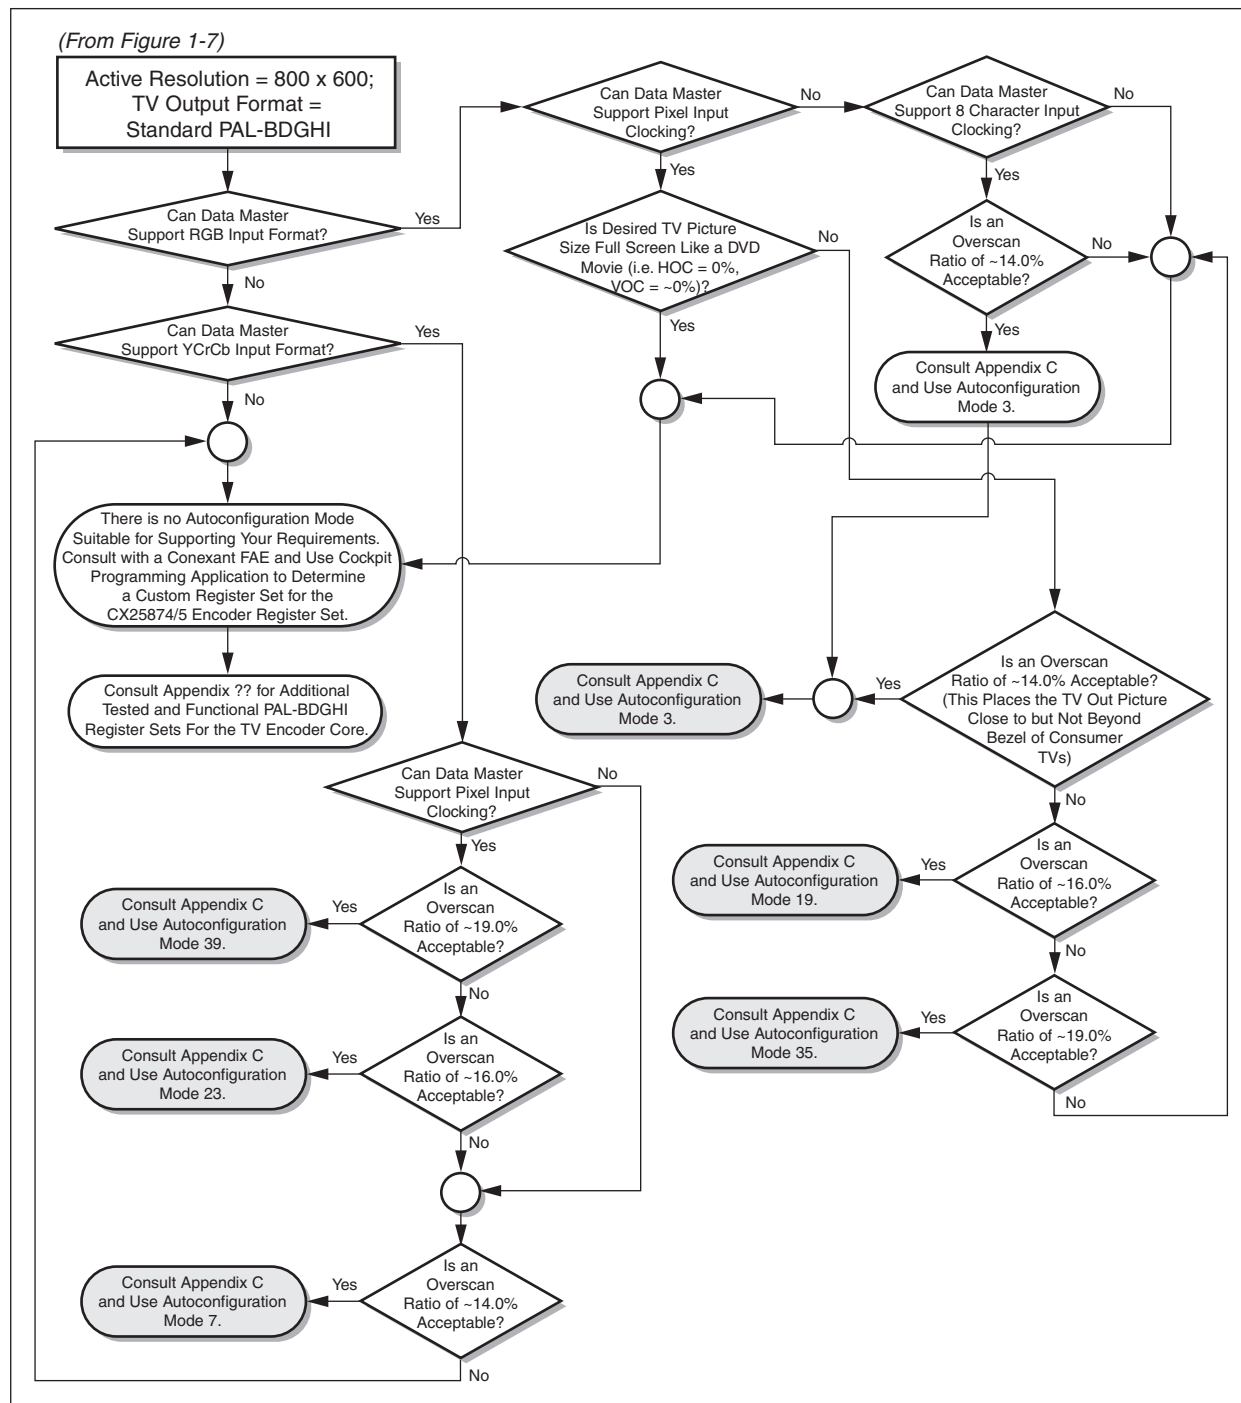 (From Figure 1-7)
Active Resolution = 800 x 600;
TV Output Format =
Standard PAL-BDGHI
Can Data Master
Support RGB Input Format?
Yes
No
Can Data Master
Support YCrCb Input Format?
Yes
No
There is no Autoconfiguration Mode
Suitable for Supporting Your Requirements.
Consult with a Conexant FAE and Use Cockpit
Programming Application to Determine
a Custom Register Set for the
CX25874/5 Encoder Register Set.
Consult Appendix ?? for Additional
Tested and Functional PAL-BDGHI
Register Sets For the TV Encoder Core.
Can Data Master
Support Pixel Input
Clocking?
No
Yes
Is Desired TV Picture
Size Full Screen Like a DVD
Movie (i.e. HOC = 0%,
VOC = ~0%)?
No
Yes
Can Data Master
Support 8 Character Input
Clocking?
No
Yes
Is an
Overscan
Ratio of ~14.0%
Acceptable?
No
Yes
Consult Appendix C
and Use Autoconfiguration
Mode 3.
Is an Overscan
Ratio of ~14.0% Acceptable?
(This Places the TV Out Picture
Close to but Not Beyond
Bezel of Consumer
TVs)
Yes
No
Consult Appendix C
and Use Autoconfiguration
Mode 3.
Is an
Overscan
Ratio of ~16.0%
Acceptable?
Yes
No
Consult Appendix C
and Use Autoconfiguration
Mode 19.
Is an
Overscan
Ratio of ~19.0%
Acceptable?
Yes
No
Consult Appendix C
and Use Autoconfiguration
Mode 35.
Can Data Master
Support Pixel Input
Clocking?
No
Yes
Is an
Overscan
Ratio of ~19.0%
Acceptable?
Yes
No
Consult Appendix C
and Use Autoconfiguration
Mode 39.
Is an
Overscan
Ratio of ~16.0%
Acceptable?
Yes
No
Consult Appendix C
and Use Autoconfiguration
Mode 23.
Is an
Overscan
Ratio of ~14.0%
Acceptable?
Yes
No
Consult Appendix C
and Use Autoconfiguration
Mode 7.